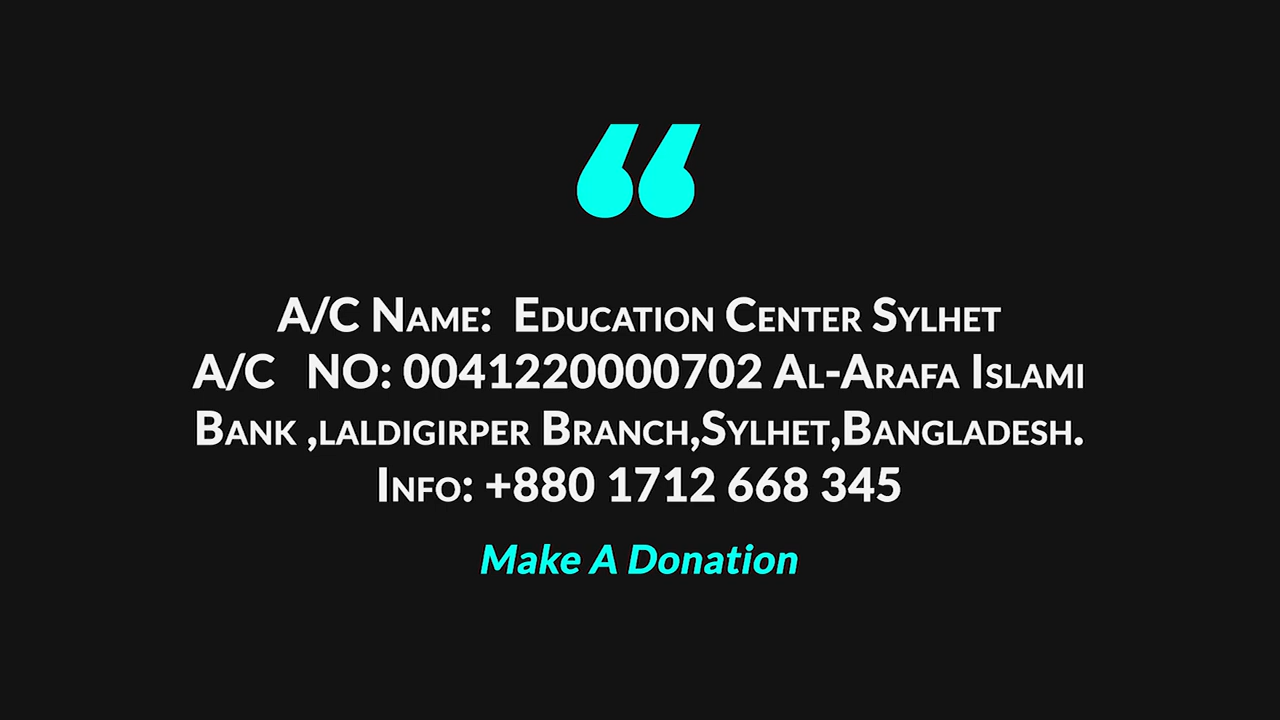 “
A/C Name:  Education Center Sylhet
A/C   NO: 0041220000702 Al-Arafa Islami
Bank ,laldigirper Branch,Sylhet,Bangladesh.
Info: +880 1712 668 345
Make A Donation